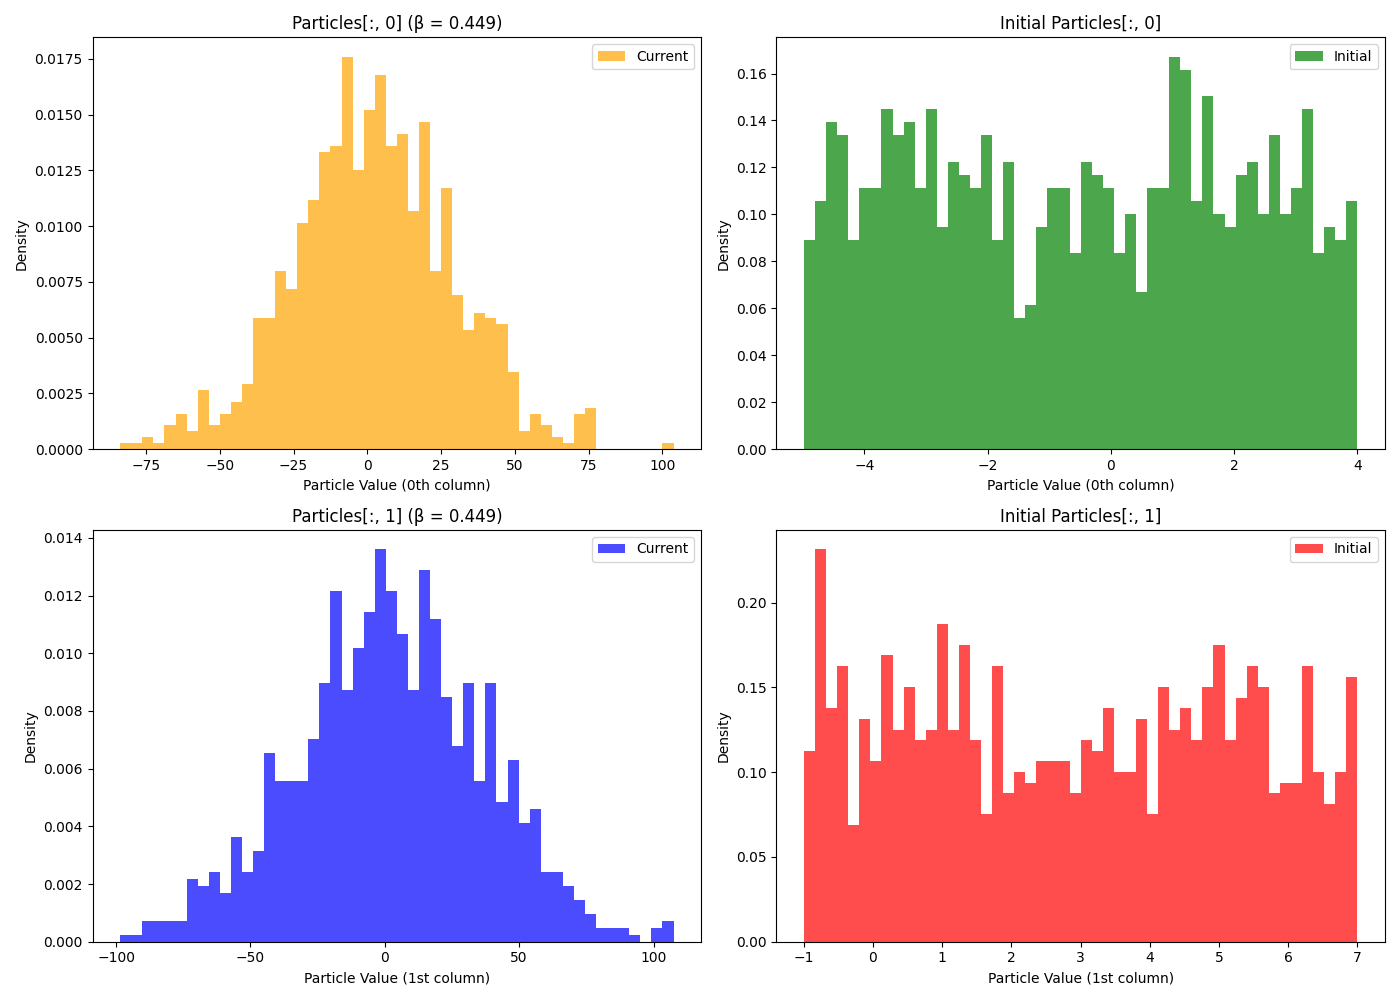 Particles[:, 0] (β = 0.449)
Current
Density
0.0175
0.0150
0.0125
0.0100
0.0075
0.0050
0.0025
0.0000
−75 −50 −25 0 25 50 75 100
Particle Value (0th column)
Initial Particles[:, 0]
Initial
Density
0.16
0.14
0.12
0.10
0.08
0.06
0.04
0.02
0.00
−4 −2 0 2 4
Particle Value (0th column)
Particles[:, 1] (β = 0.449)
Current
Density
0.014
0.012
0.010
0.008
0.006
0.004
0.002
0.000
−100 −50 0 50 100
Particle Value (1st column)
Initial Particles[:, 1]
Initial
Density
0.20
0.15
0.10
0.05
0.00
−1 0 1 2 3 4 5 6 7
Particle Value (1st column)